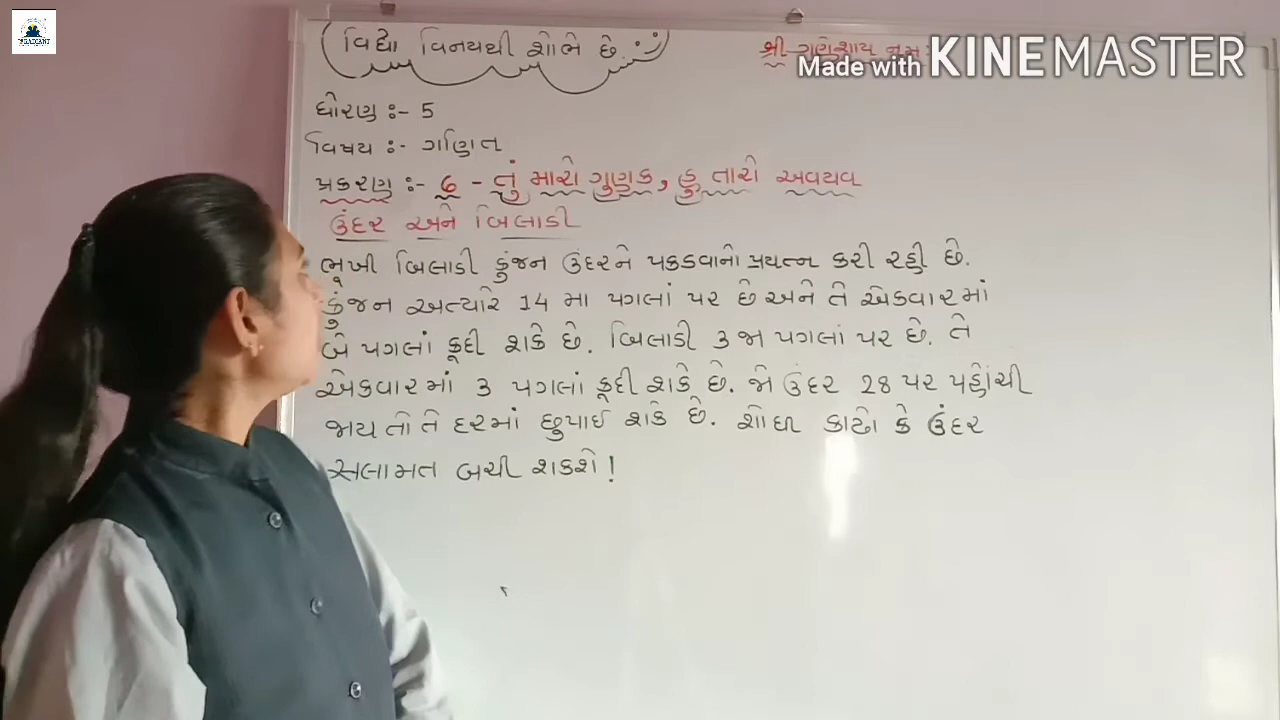 વિદ્યા વિનયથી શોભે છે.
શ્રી ગણેશાય નમ
Made with KINEMASTER
ધોરણ :- 5
વિષય :- ગણિત
પ્રકરણ :- ૬ - તું મારો ગુણક, હું તારો અવયવ
ઉંદર અને બિલાડી
ભૂખી બિલાડી કુંજન ઉંદરને પકડવાનો પ્રયત્ન કરી રહી છે.
કુંજન અત્યારે 14 મા પગલાં પર છે અને તે એકવારમાં
બે પગલાં કૂદી શકે છે. બિલાડી 3 જા પગલાં પર છે. તે
એકવારમાં 3 પગલાં કૂદી શકે છે. જો ઉંદર 28 પર પહોંચી
જાય તો તે દરમાં છુપાઈ શકે છે. શોધી કાઢો કે ઉંદર
સલામત બચી શકશે!